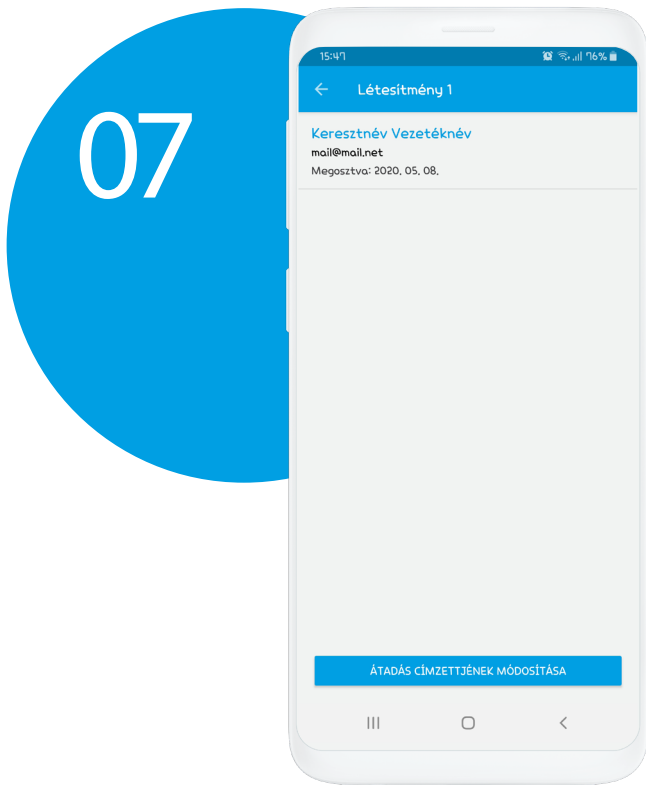 07
15:47 76%
Létesítmény 1
Keresztnév Vezetéknév
mail@mail.net
Megosztva: 2020. 05. 08.
ÁTADÁS CÍMZETTJÉNEK MÓDOSÍTÁSA